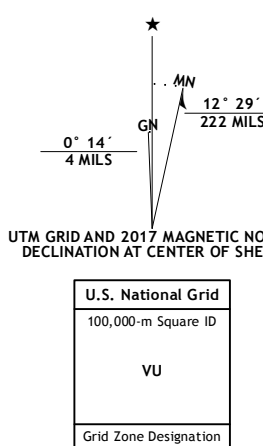 ★
MN
GN
12° 29´
222 MILS
0° 14´
4 MILS
UTM GRID AND 2017 MAGNETIC NO
DECLINATION AT CENTER OF SHE
U.S. National Grid
100,000-m Square ID
VU
Grid Zone Designation